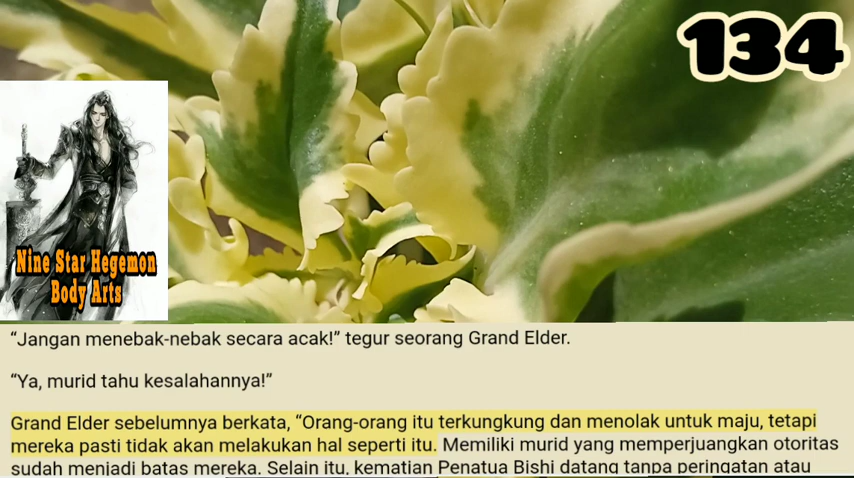 134
Nine Star Hegemon
Body Arts
“Jangan menebak-nebak secara acak!” tegur seorang Grand Elder.
“Ya, murid tahu kesalahannya!”
Grand Elder sebelumnya berkata, “Orang-orang itu terkungkung dan menolak untuk maju, tetapi
mereka pasti tidak akan melakukan hal seperti itu. Memiliki murid yang memperjuangkan otoritas
sudah menjadi batas mereka. Selain itu, kematian Penatua Bishi datang tanpa peringatan atau